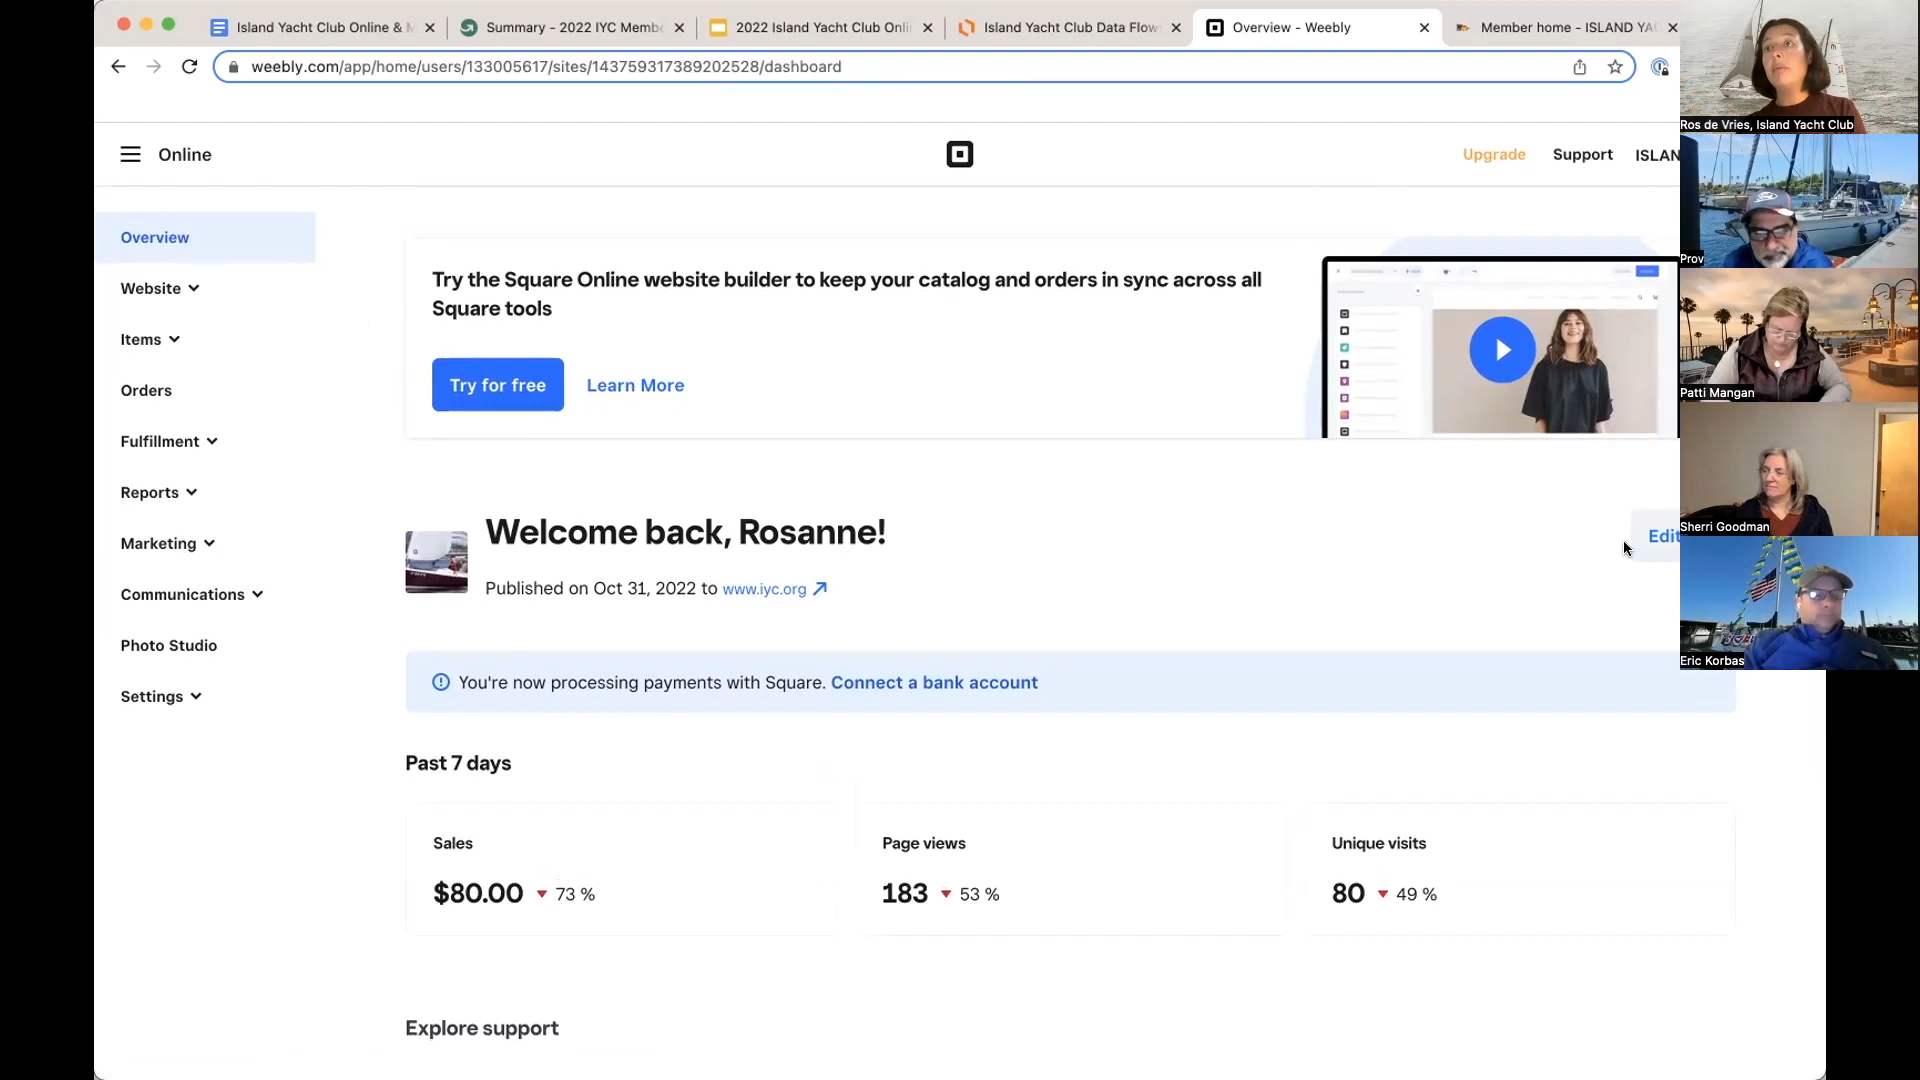 Island Yacht Club Online & M
Summary - 2022 IYC Membe
2022 Island Yacht Club Onli
Island Yacht Club Data Flow
Overview - Weebly
Member home - ISLAND YA
weebly.com/app/home/users/133005617/sites/143759317389202528/dashboard
Online
Upgrade
Support
ISLAN
Overview
Website
Items
Orders
Fulfillment
Reports
Marketing
Communications
Photo Studio
Settings
Try the Square Online website builder to keep your catalog and orders in sync across all
Square tools
Try for free
Learn More
Welcome back, Rosanne!
Edit
Published on Oct 31, 2022 to www.iyc.org
You're now processing payments with Square. Connect a bank account
Past 7 days
Sales
$80.00 73 %
Page views
183 53 %
Unique visits
80 49 %
Explore support
Ros de Vries, Island Yacht Club
Prov
Patti Mangan
Sherri Goodman
Eric Korbas